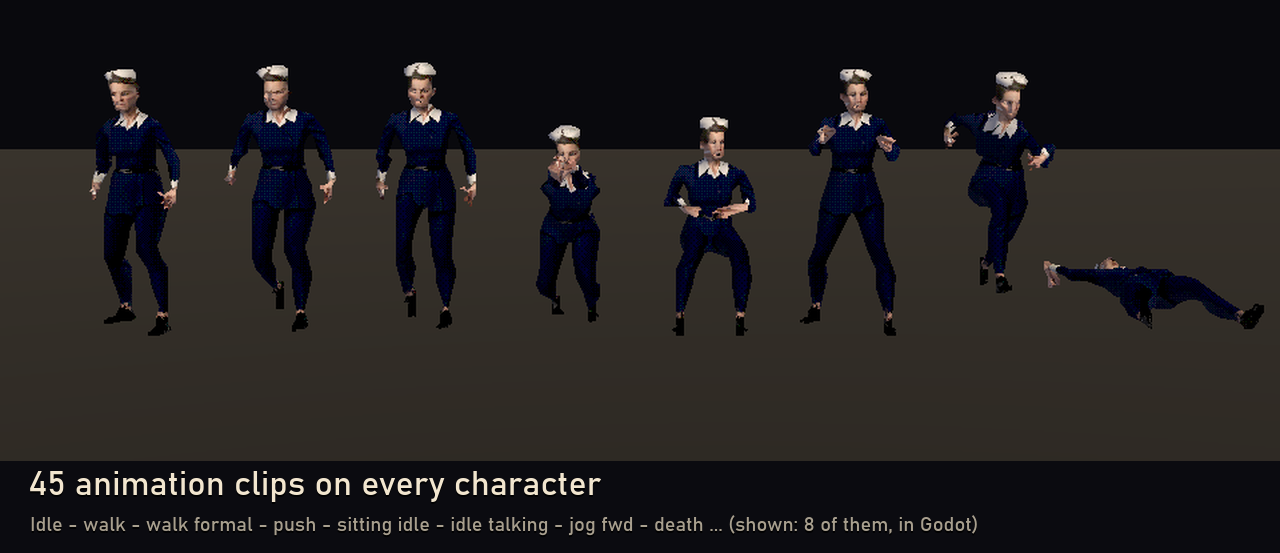 45 animation clips on every character
Idle - walk - walk formal - push - sitting idle - idle talking - jog fwd - death ... (shown: 8 of them, in Godot)